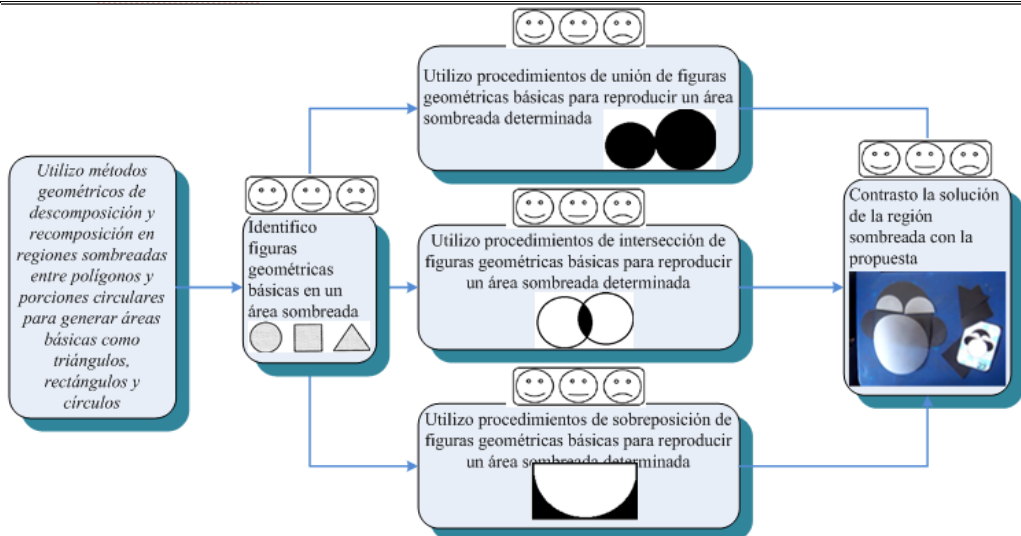 Utilizo métodos
geométricos de
descomposición y
recomposición en
regiones sombreadas
entre polígonos y
porciones circulares
para generar áreas
básicas como
triángulos,
rectángulos y
círculos
Identifico
figuras
geométricas
básicas en un
área sombreada
Utilizo procedimientos de unión de figuras
geométricas básicas para reproducir un área
sombreada determinada
Utilizo procedimientos de intersección de
figuras geométricas básicas para reproducir
un área sombreada determinada
Utilizo procedimientos de sobreposición de
figuras geométricas básicas para reproducir
un área sombreada determinada
Contrasto la solución
de la región
sombreada con la
propuesta